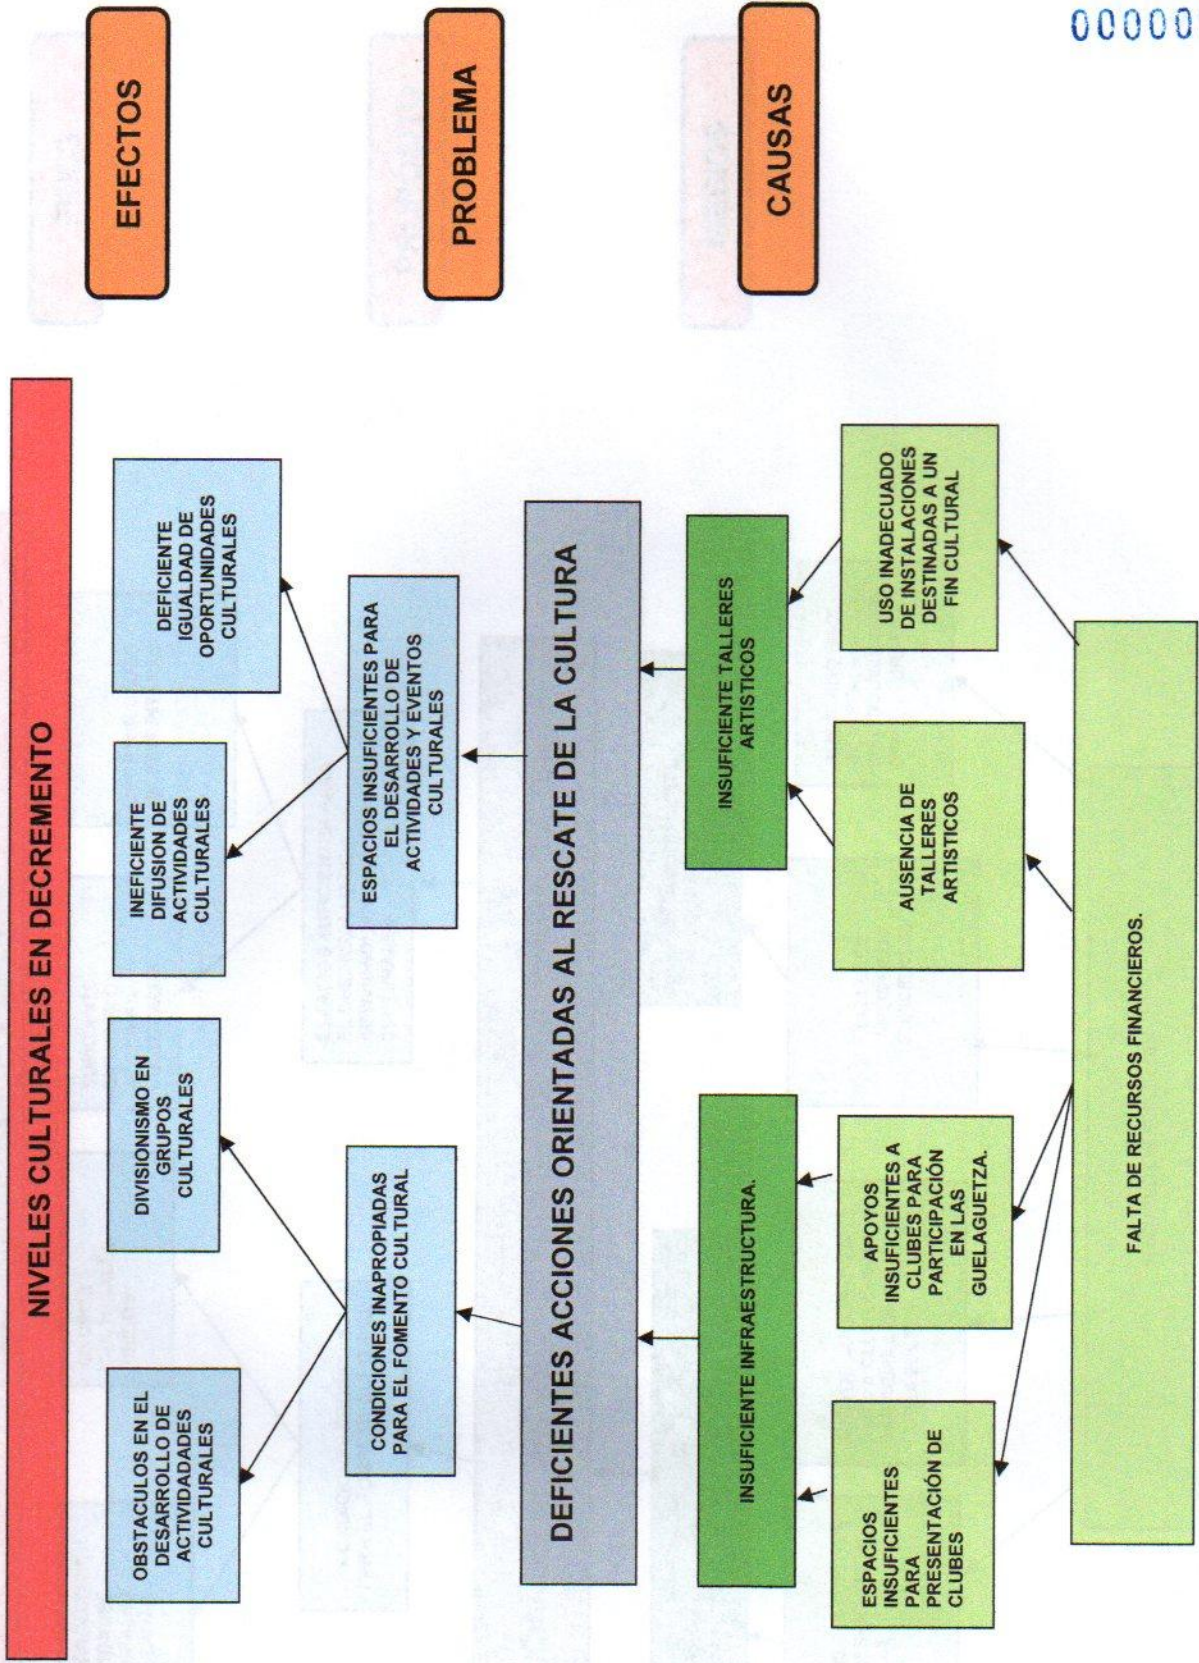 NIVELES CULTURALES EN DECREMENTO
EFECTOS
OBSTACULOS EN EL
DESARROLLO DE
ACTIVIDADADES
CULTURALES
DIVISIONISMO EN
GRUPOS
CULTURALES
INEFICIENTE
DIFUSION DE
ACTIVIDADES
CULTURALES
DEFICIENTE
IGUALDAD DE
OPORTUNIDADES
CULTURALES
CONDICIONES INAPROPIADAS
PARA EL FOMENTO CULTURAL
ESPACIOS INSUFICIENTES PARA
EL DESARROLLO DE
ACTIVIDADES Y EVENTOS
CULTURALES
PROBLEMA
DEFICIENTES ACCIONES ORIENTADAS AL RESCATE DE LA CULTURA
CAUSAS
INSUFICIENTE INFRAESTRUCTURA.
INSUFICIENTE TALLERES
ARTISTICOS
ESPACIOS
INSUFICIENTES
PARA
PRESENTACIÓN DE
CLUBES
APOYOS
INSUFICIENTES A
CLUBES PARA
PARTICIPACIÓN
EN LAS
GUELAGUETZA.
AUSENCIA DE
TALLERES
ARTISTICOS
USO INADECUADO
DE INSTALACIONES
DESTINADAS A UN
FIN CULTURAL
FALTA DE RECURSOS FINANCIEROS.
00000